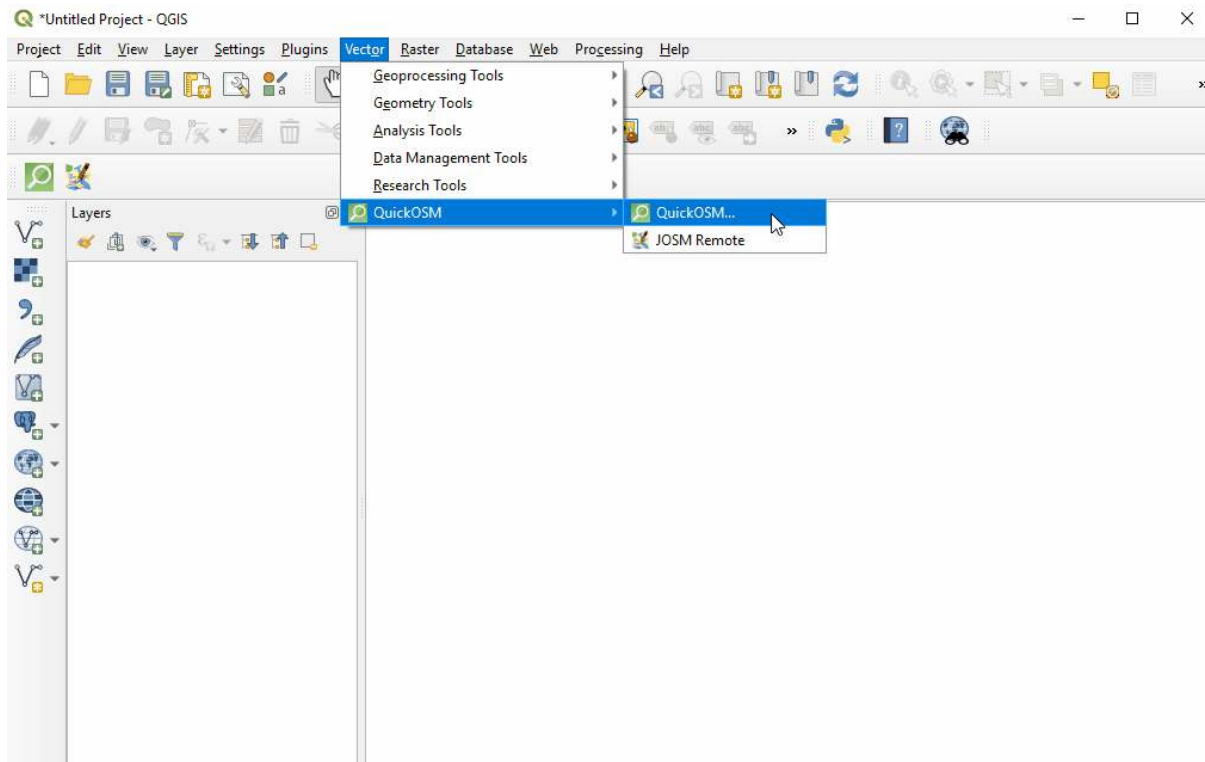 *Untitled Project - QGIS
Project Edit View Layer Settings Plugins Vector Raster Database Web Processing Help
Geoprocessing Tools
Geometry Tools
Analysis Tools
Data Management Tools
Research Tools
QuickOSM
QuickOSM...
JOSM Remote
Layers